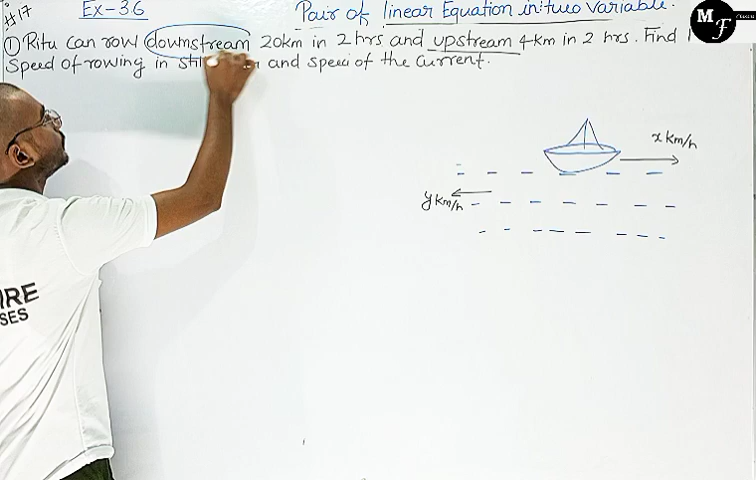 #17 Ex-36 Pair of linear Equation in two variable.
① Ritu can row downstream 20km in 2 hrs and upstream 4km in 2 hrs. Find
Speed of rowing in and speed of the current.
x km/h
y km/h
M
F
IRE
SES